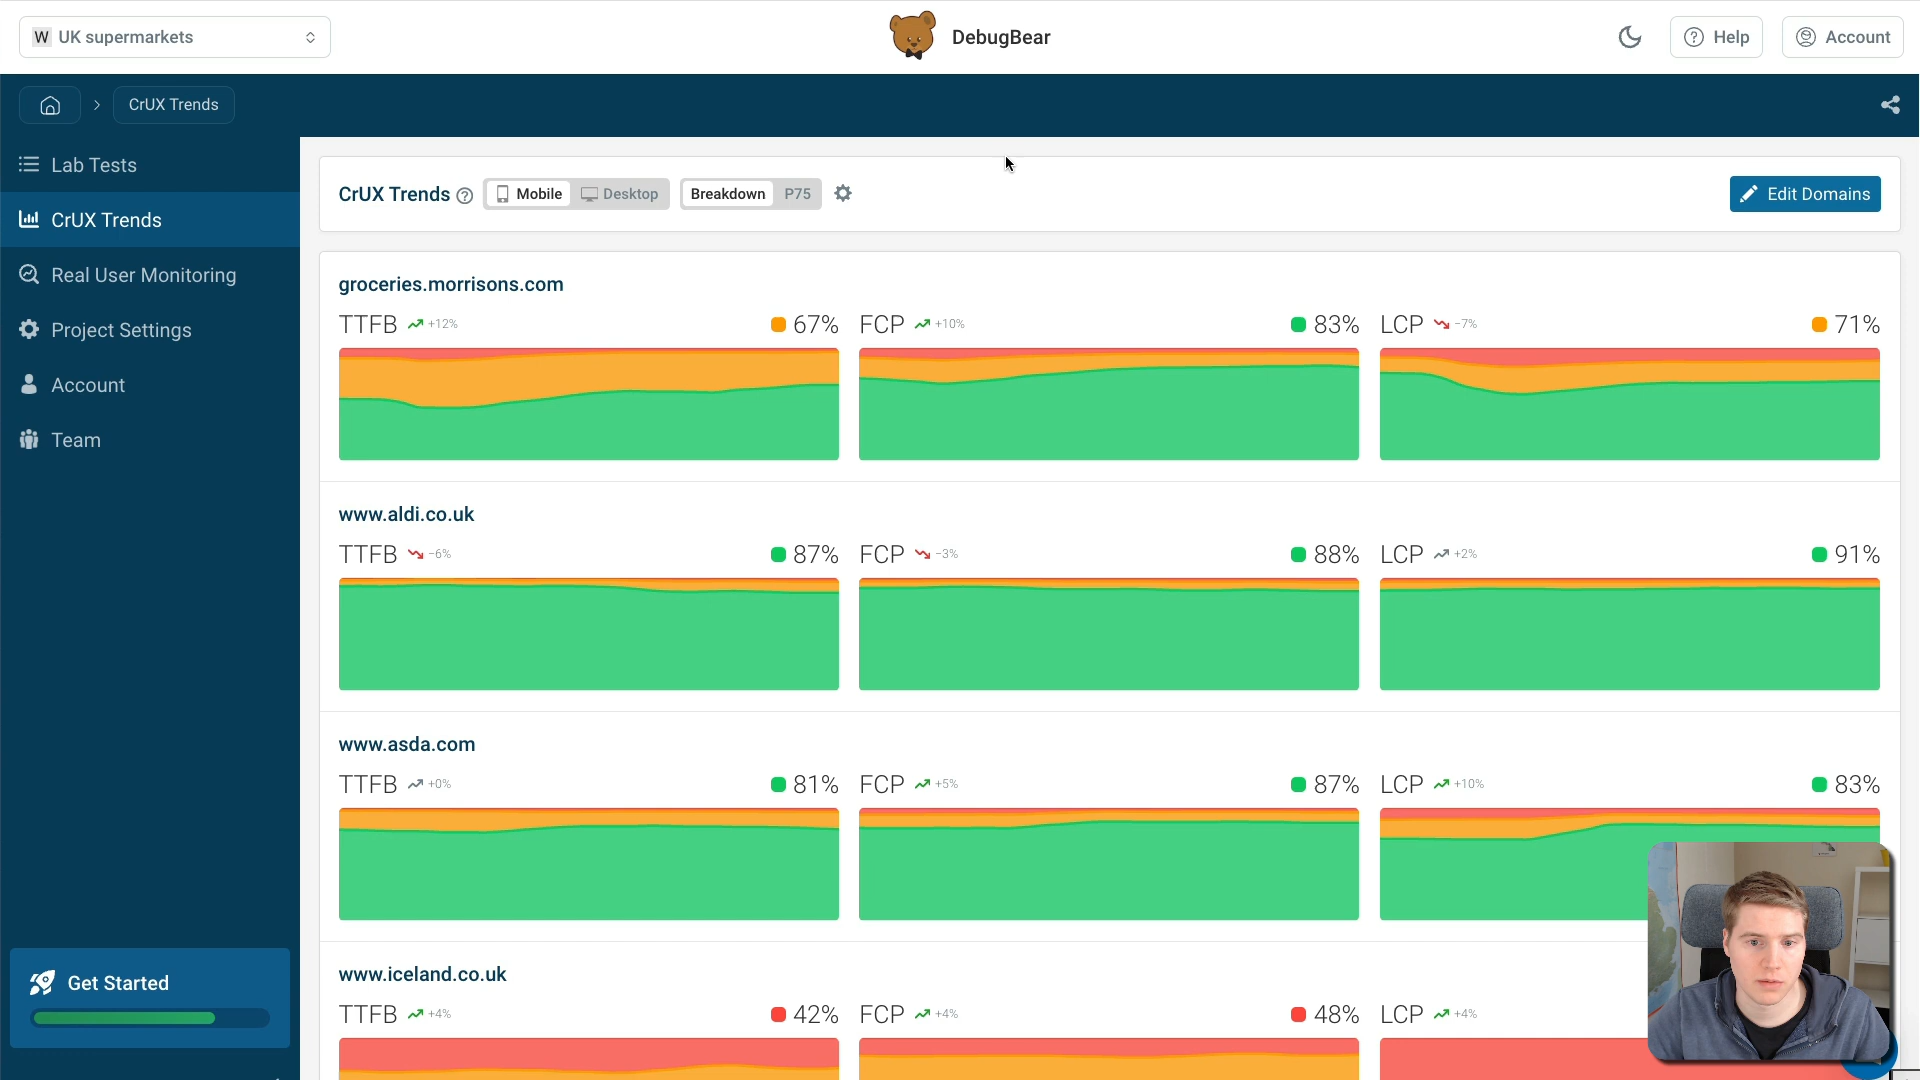 W UK supermarkets
DebugBear
Help
Account
CrUX Trends
Lab Tests
CrUX Trends
Real User Monitoring
Project Settings
Account
Team
Get Started
CrUX Trends Mobile Desktop Breakdown P75
Edit Domains
groceries.morrisons.com
TTFB +12% 67% FCP +10% 83% LCP −7% 71%
www.aldi.co.uk
TTFB −6% 87% FCP −3% 88% LCP +2% 91%
www.asda.com
TTFB +0% 81% FCP +5% 87% LCP +10% 83%
www.iceland.co.uk
TTFB +4% 42% FCP +4% 48% LCP +4%